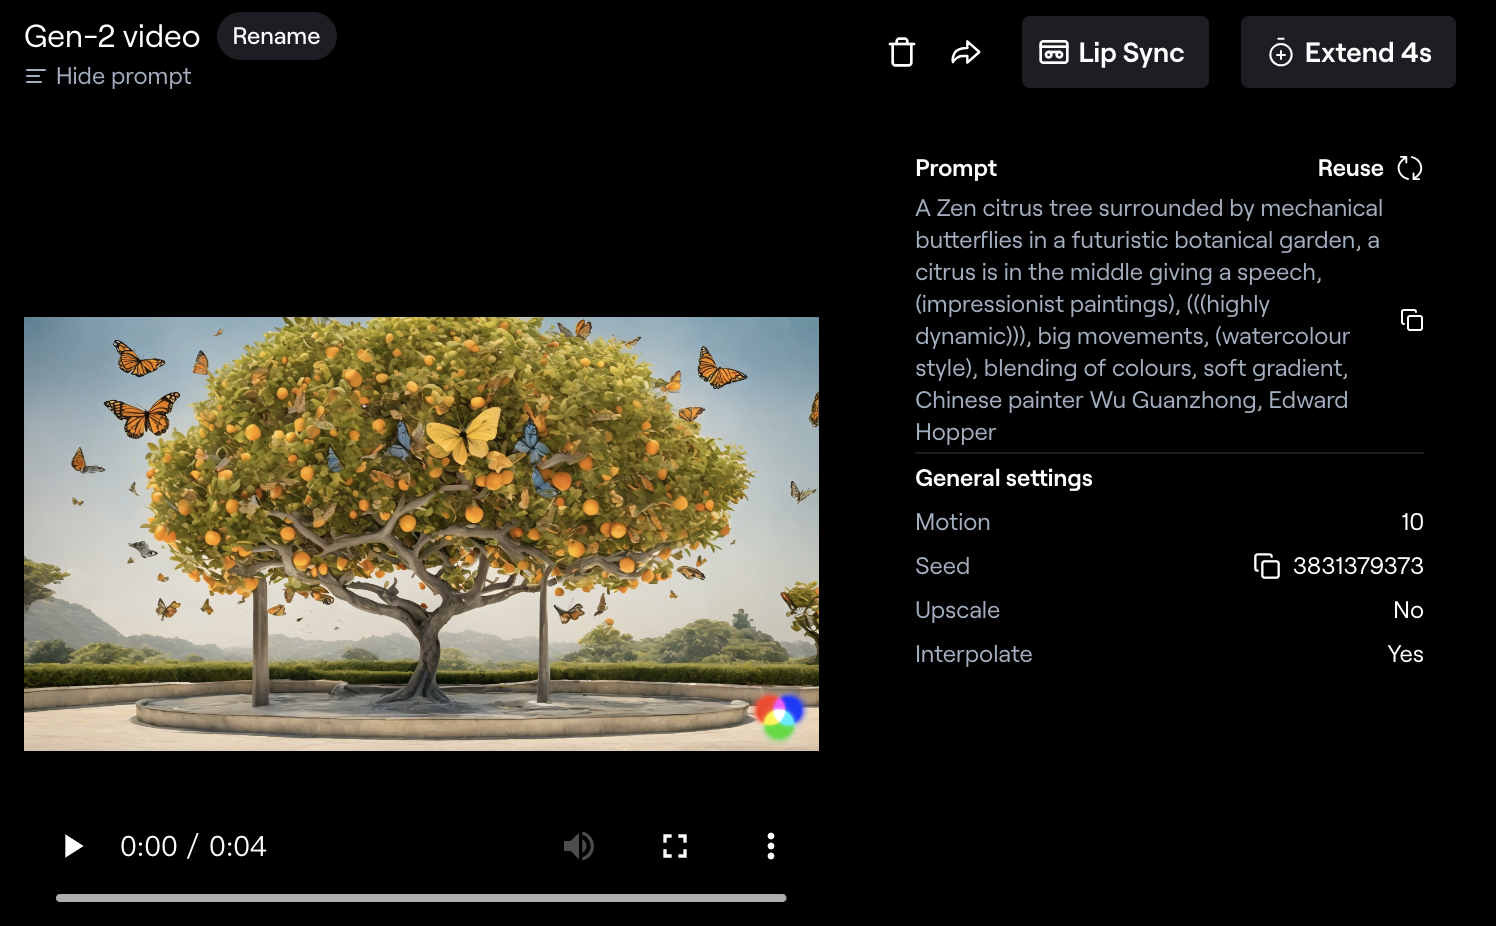 Gen-2 video
Rename
Hide prompt
Lip Sync
Extend 4s
Prompt
Reuse
A Zen citrus tree surrounded by mechanical
butterflies in a futuristic botanical garden, a
citrus is in the middle giving a speech,
(impressionist paintings), (((highly
dynamic))), big movements, (watercolour
style), blending of colours, soft gradient,
Chinese painter Wu Guanzhong, Edward
Hopper
General settings
Motion 10
Seed 3831379373
Upscale No
Interpolate Yes
0:00 / 0:04